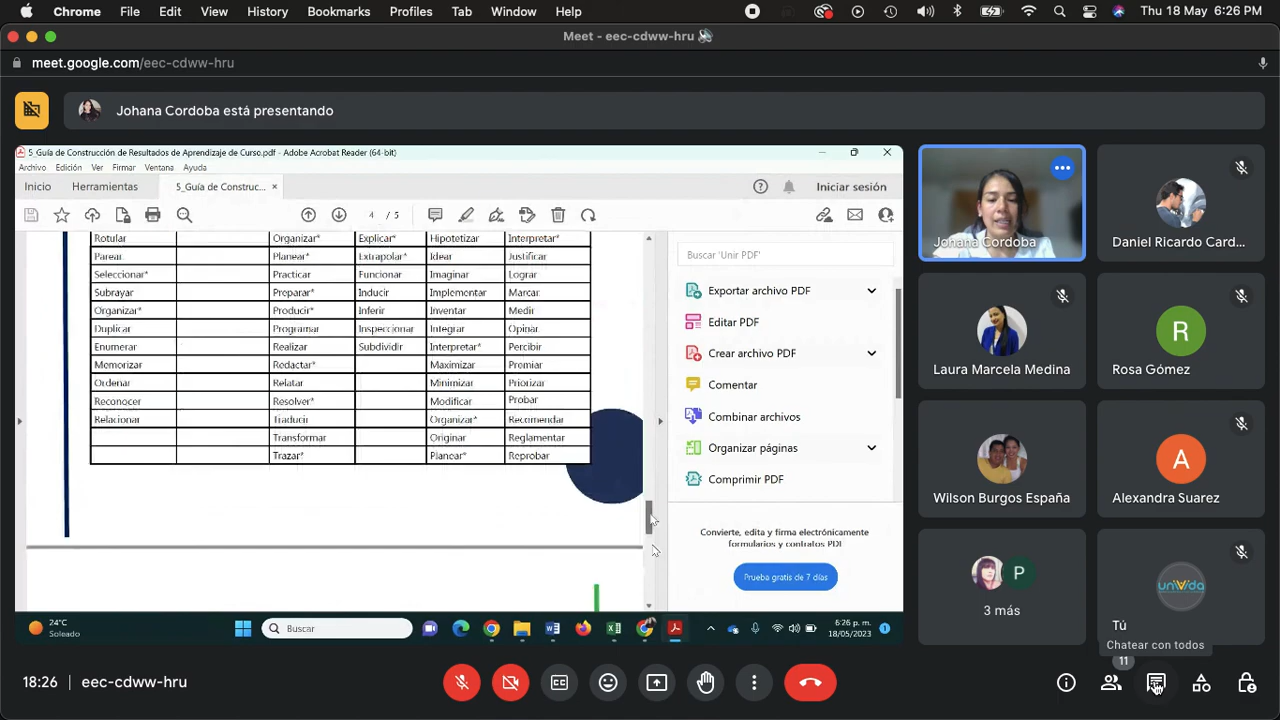 Chrome File Edit View History Bookmarks Profiles Tab Window Help Thu 18 May 6:26 PM
Meet - eec-cdww-hru
meet.google.com/eec-cdww-hru
Johana Cordoba está presentando
5_Guía de Construcción de Resultados de Aprendizaje de Curso.pdf - Adobe Acrobat Reader (64-bit)
Archivo Edición Ver Firmar Ventana Ayuda
Inicio Herramientas 5_Guía de Construc... × Iniciar sesión
4 / 5
Rotular Organizar* Explicar* Hipotetizar Interpretar*
Parear Planear* Extrapolar* Idear Justificar
Seleccionar* Practicar Funcionar Imaginar Lograr
Subrayar Preparar* Inducir Implementar Marcar
Organizar* Producir* Inferir Inventar Medir
Duplicar Programar Inspeccionar Integrar Opinar
Enumerar Realizar Subdividir Interpretar* Percibir
Memorizar Redactar* Maximizar Premiar
Ordenar Relatar Minimizar Priorizar
Reconocer Resolver* Modificar Probar
Relacionar Traducir Organizar* Recomendar
Transformar Originar Reglamentar
Trazar* Planear* Reprobar
Buscar 'Unir PDF'
Exportar archivo PDF
Editar PDF
Crear archivo PDF
Comentar
Combinar archivos
Organizar páginas
Comprimir PDF
Convierte, edita y firma electrónicamente
formularios y contratos PDF
Prueba gratis de 7 días
24°C
Soleado
Buscar
6:26 p. m.
18/05/2023
1
Johana Cordoba
Daniel Ricardo Card...
Laura Marcela Medina
Rosa Gómez
R
Wilson Burgos España
Alexandra Suarez
A
P
3 más
uniVida
Tú
Chatear con todos
18:26 | eec-cdww-hru
CC
11